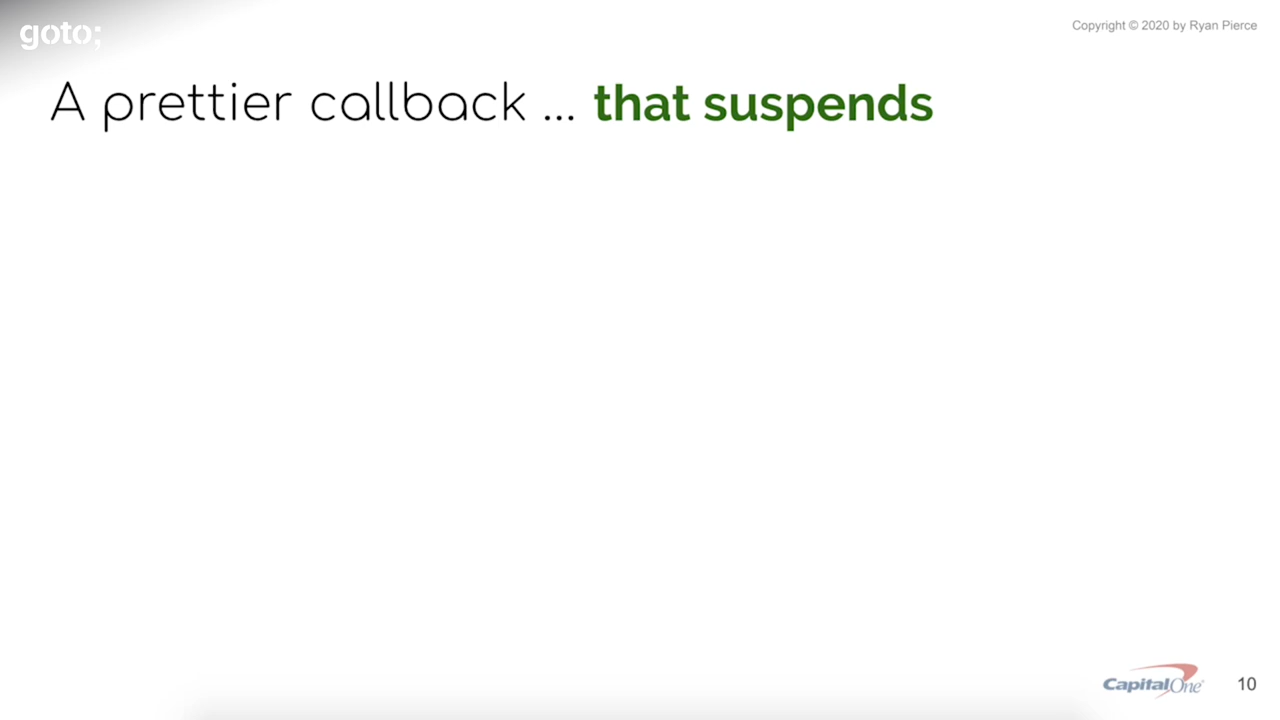 goto;
Copyright © 2020 by Ryan Pierce
A prettier callback ... that suspends
CapitalOne
10